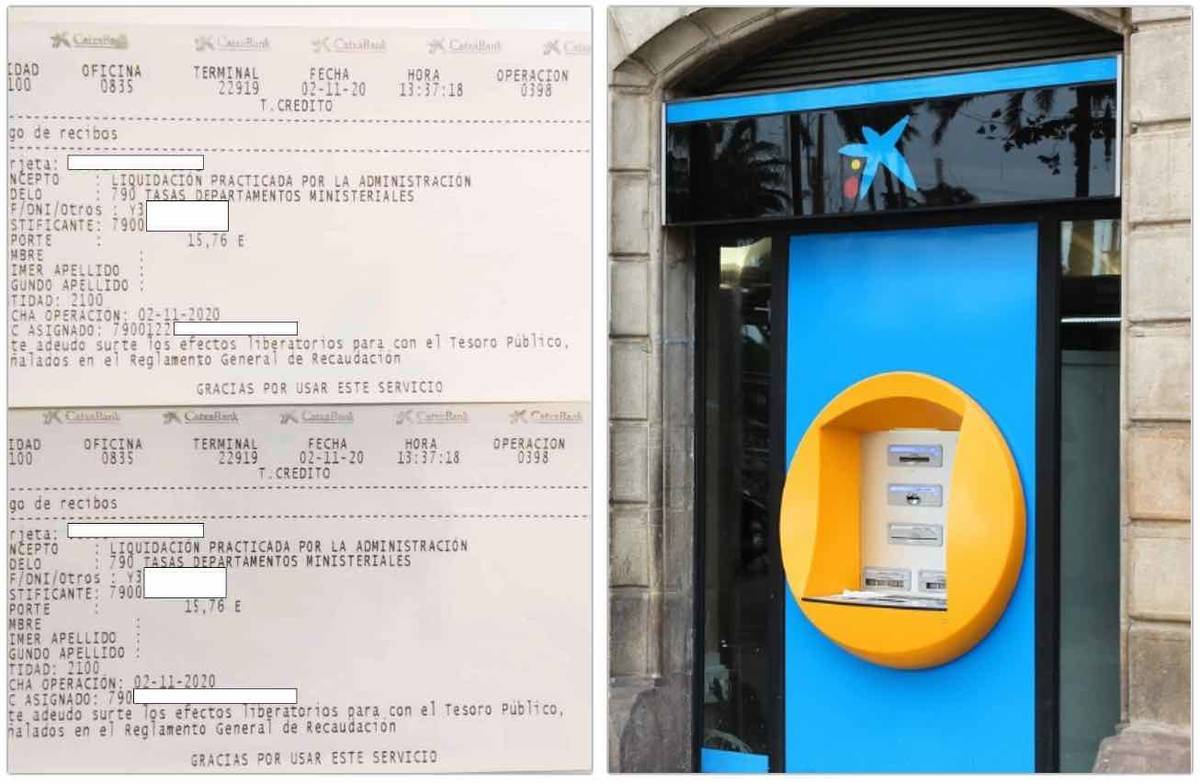 CaixaBank CaixaBank CaixaBank CaixaBank Caixa
IDAD OFICINA TERMINAL FECHA HORA OPERACION
100 0835 22919 02-11-20 13:37:18 0398
T.CREDITO
go de recibos
rjeta:
NCEPTO : LIQUIDACIÓN PRACTICADA POR LA ADMINISTRACIÓN
DELO : 790 TASAS DEPARTAMENTOS MINISTERIALES
F/DNI/Otros : Y3
STIFICANTE: 7900
PORTE : 15,76 E
MBRE :
IMER APELLIDO :
GUNDO APELLIDO :
TIDAD: 2100
CHA OPERACIÓN: 02-11-2020
C ASIGNADO: 7900122
te adeudo surte los efectos liberatorios para con el Tesoro Público,
ñalados en el Reglamento General de Recaudación
GRACIAS POR USAR ESTE SERVICIO
CaixaBank CaixaBank CaixaBank CaixaBank CaixaBank
IDAD OFICINA TERMINAL FECHA HORA OPERACION
100 0835 22919 02-11-20 13:37:18 0398
T.CREDITO
go de recibos
rjeta:
NCEPTO : LIQUIDACIÓN PRACTICADA POR LA ADMINISTRACIÓN
DELO : 790 TASAS DEPARTAMENTOS MINISTERIALES
F/DNI/Otros : Y3
STIFICANTE: 7900
PORTE : 15,76 E
MBRE :
IMER APELLIDO :
GUNDO APELLIDO :
TIDAD: 2100
CHA OPERACIÓN: 02-11-2020
C ASIGNADO: 790
te adeudo surte los efectos liberatorios para con el Tesoro Público,
ñalados en el Reglamento General de Recaudación
GRACIAS POR USAR ESTE SERVICIO